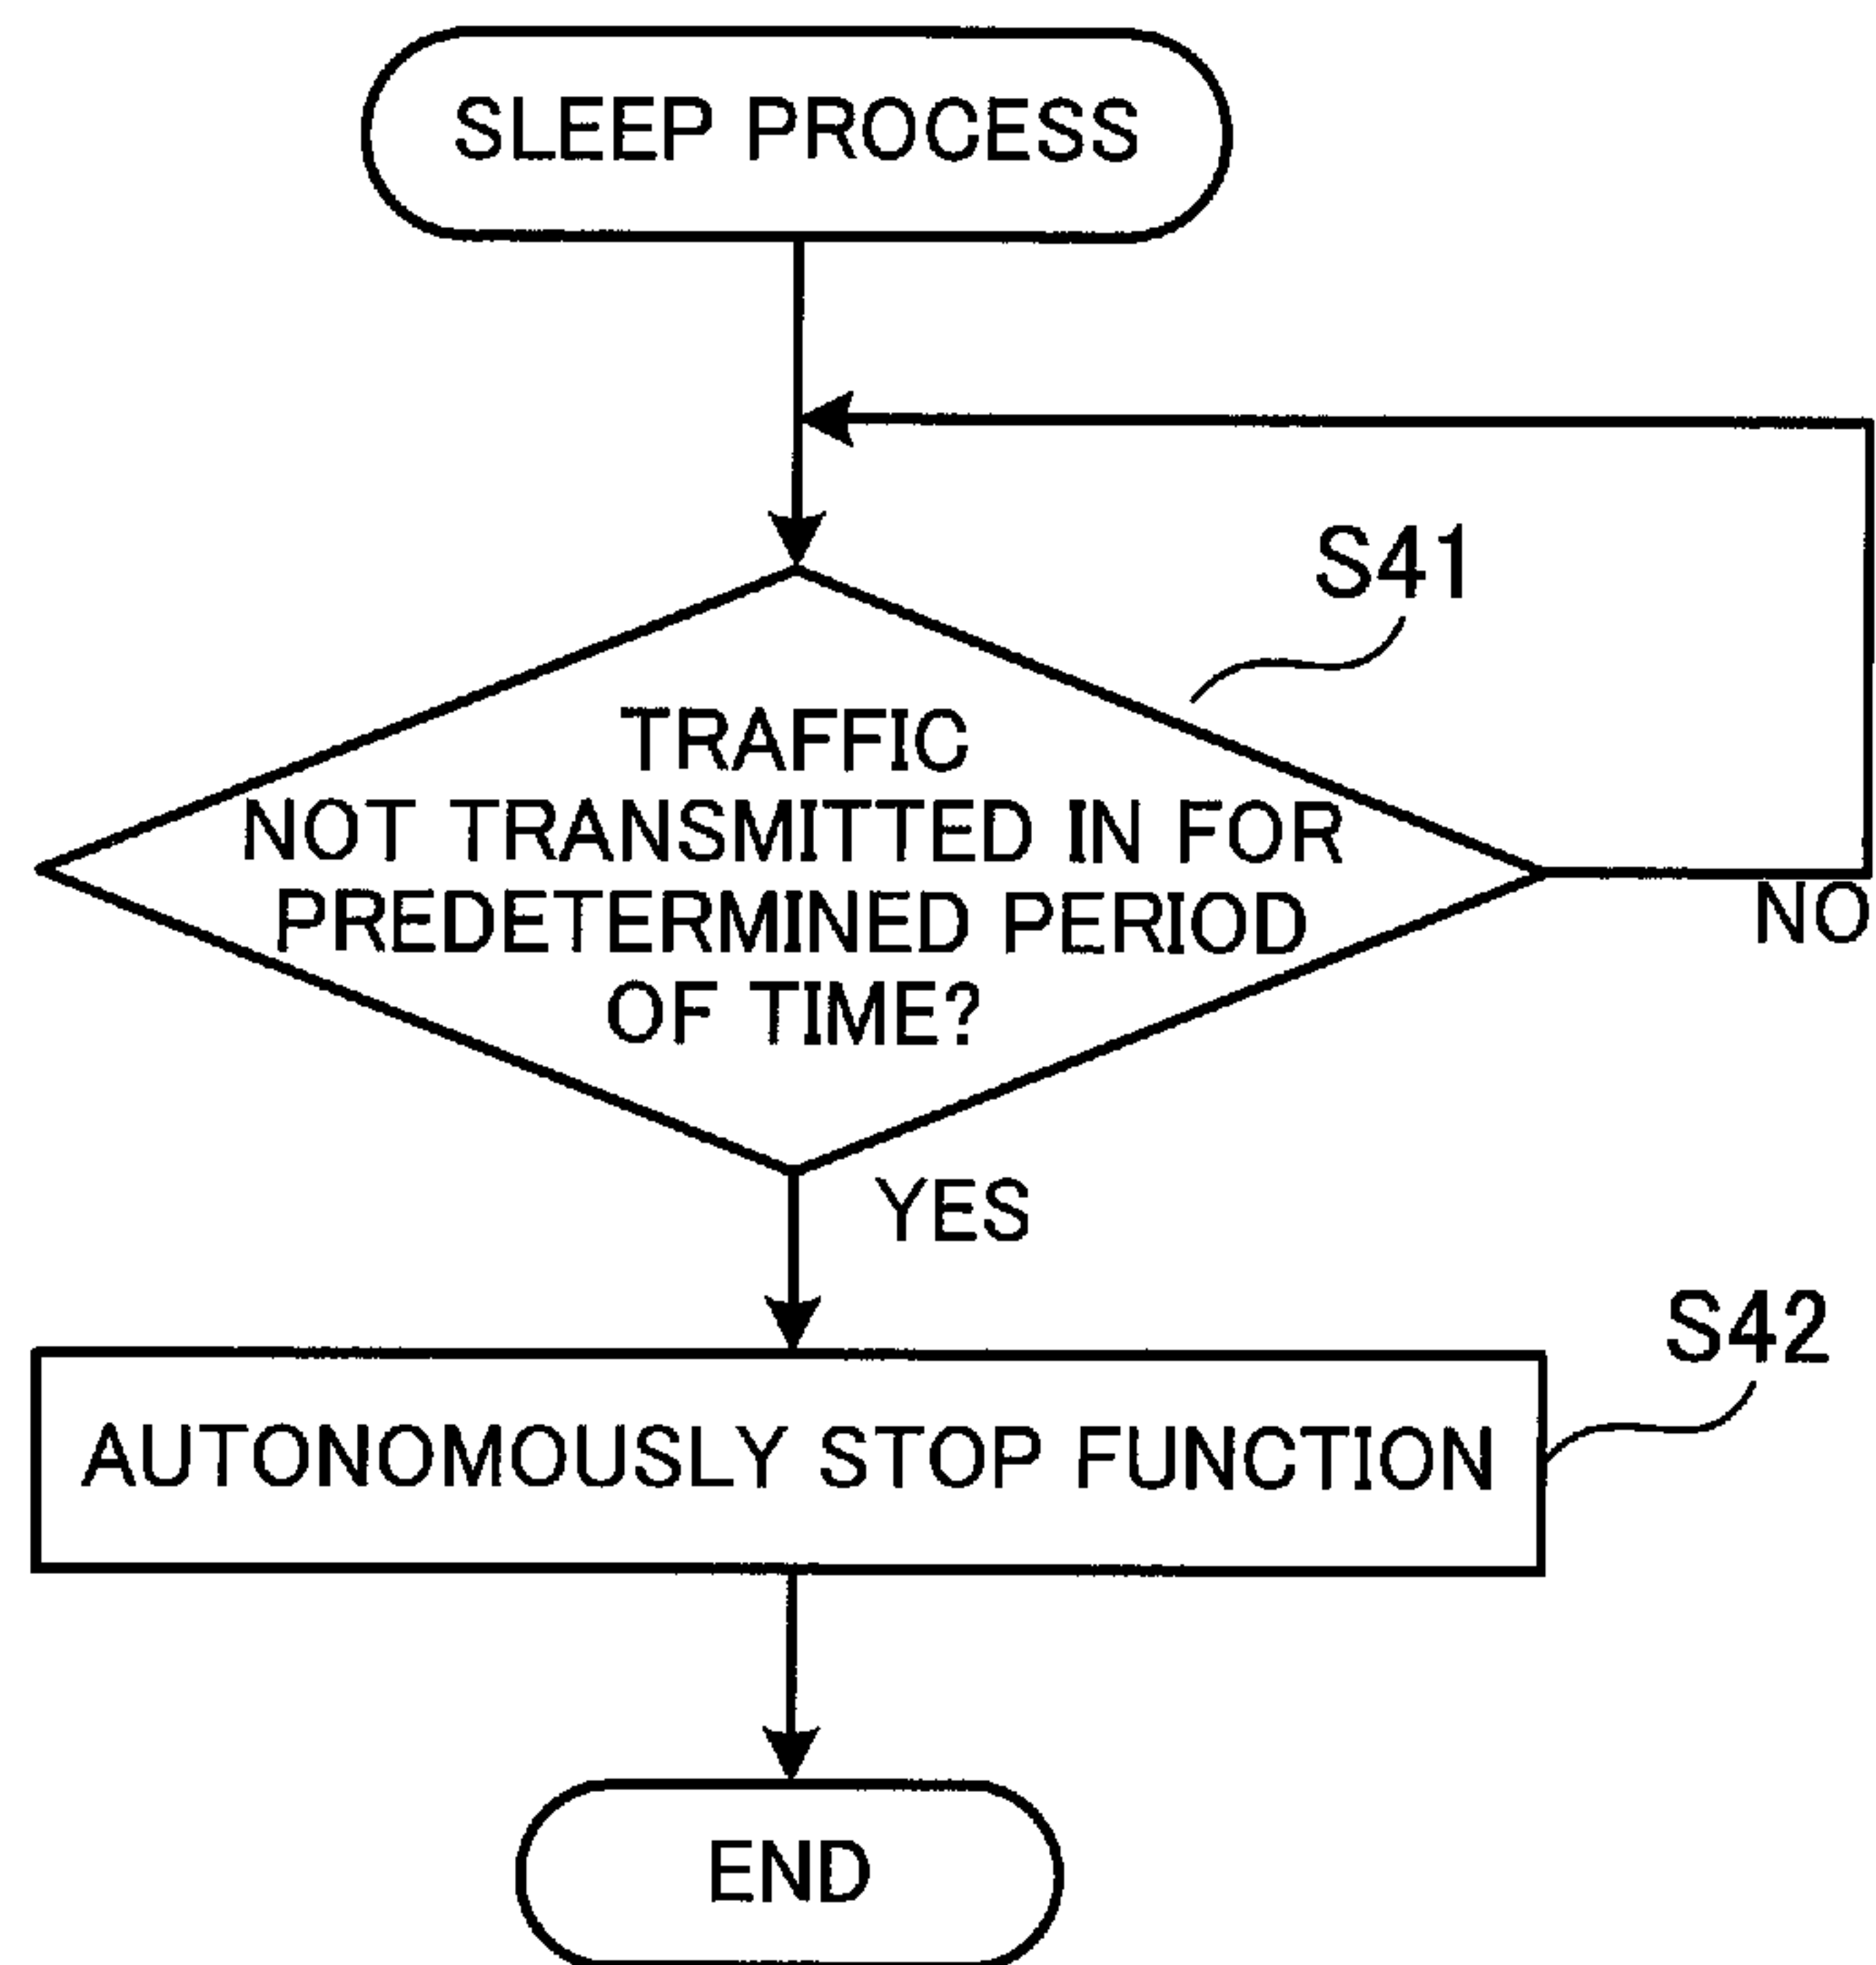 SLEEP PROCESS
S41
TRAFFIC
NOT TRANSMITTED IN FOR
PREDETERMINED PERIOD
OF TIME?
NO
YES
S42
AUTONOMOUSLY STOP FUNCTION
END